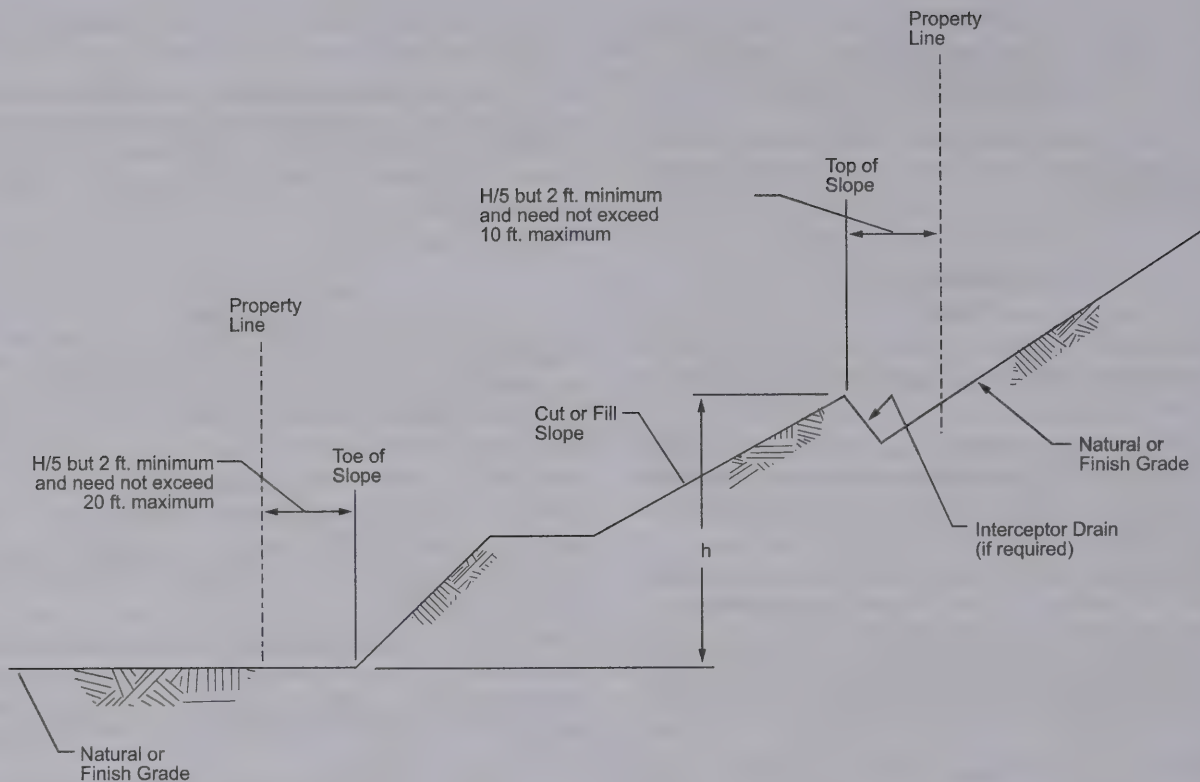 Property
Line
Top of
Slope
H/5 but 2 ft. minimum
and need not exceed
10 ft. maximum
Property
Line
Cut or Fill
Slope
H/5 but 2 ft. minimum
and need not exceed
20 ft. maximum
Toe of
Slope
Natural or
Finish Grade
Interceptor Drain
(if required)
h
Natural or
Finish Grade